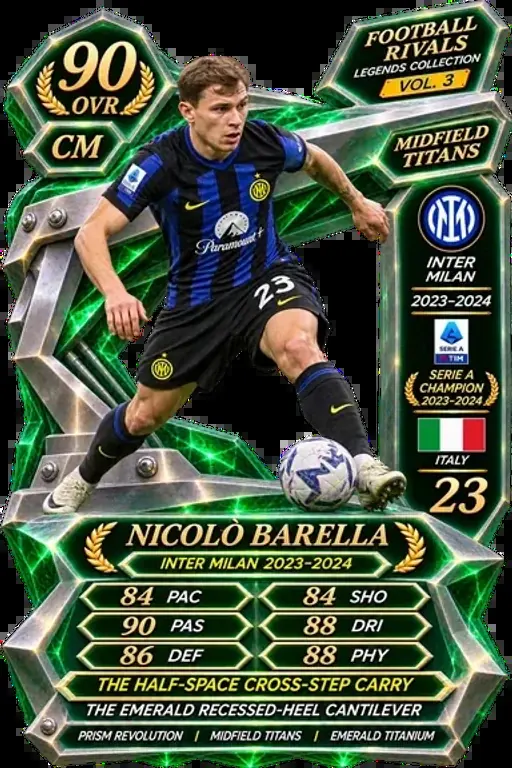 90
OVR
CM
FOOTBALL
RIVALS
LEGENDS COLLECTION
VOL. 3
MIDFIELD
TITANS
INTER
MILAN
2023–2024
SERIE A
TIM
SERIE A
CHAMPION
2023–2024
ITALY
23
SERIE A
Paramount+
23
NICOLÒ BARELLA
INTER MILAN 2023–2024
84 PAC
84 SHO
90 PAS
88 DRI
86 DEF
88 PHY
THE HALF-SPACE CROSS-STEP CARRY
THE EMERALD RECESSED-HEEL CANTILEVER
PRISM REVOLUTION | MIDFIELD TITANS | EMERALD TITANIUM